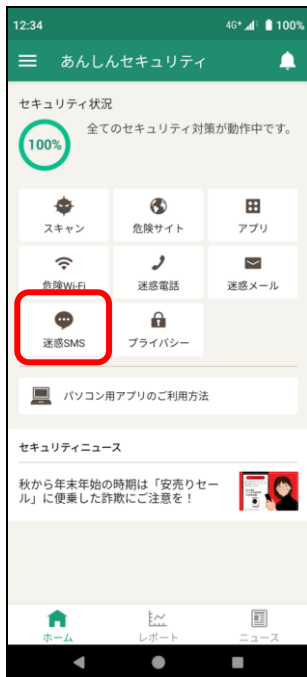 12:34 4G+ 100%
あんしんセキュリティ
セキュリティ状況
100%
全てのセキュリティ対策が動作中です。
スキャン 危険サイト アプリ
危険Wi-Fi 迷惑電話 迷惑メール
迷惑SMS プライバシー
パソコン用アプリのご利用方法
セキュリティニュース
秋から年末年始の時期は「安売りセー
ル」に便乗した詐欺にご注意を！
ホーム レポート ニュース